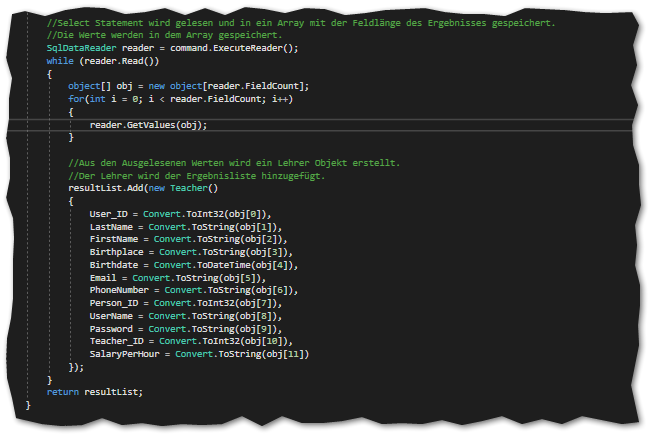 //Select Statement wird gelesen und in ein Array mit der Feldlänge des Ergebnisses gespeichert.
//Die Werte werden in dem Array gespeichert.
SqlDataReader reader = command.ExecuteReader();
while (reader.Read())
{
object[] obj = new object[reader.FieldCount];
for(int i = 0; i < reader.FieldCount; i++)
{
reader.GetValues(obj);
}
//Aus den Ausgelesenen Werten wird ein Lehrer Objekt erstellt.
//Der Lehrer wird der Ergebnisliste hinzugefügt.
resultList.Add(new Teacher()
{
User_ID = Convert.ToInt32(obj[0]),
LastName = Convert.ToString(obj[1]),
FirstName = Convert.ToString(obj[2]),
Birthplace = Convert.ToString(obj[3]),
Birthdate = Convert.ToDateTime(obj[4]),
Email = Convert.ToString(obj[5]),
PhoneNumber = Convert.ToString(obj[6]),
Person_ID = Convert.ToInt32(obj[7]),
UserName = Convert.ToString(obj[8]),
Password = Convert.ToString(obj[9]),
Teacher_ID = Convert.ToInt32(obj[10]),
SalaryPerHour = Convert.ToString(obj[11])
});
}
return resultList;
}